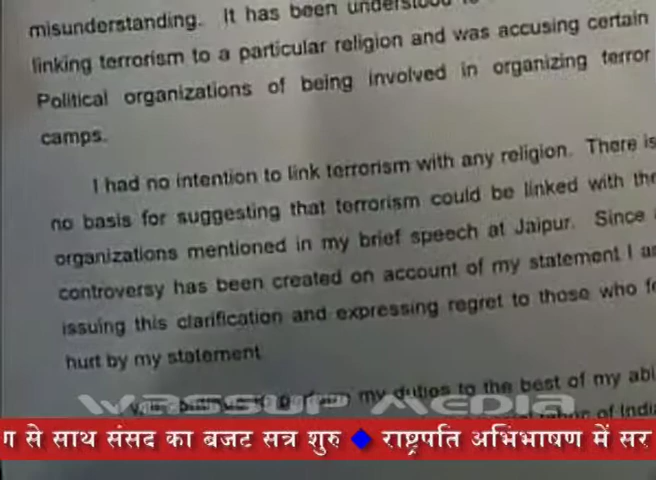 misunderstanding. It has been understood
linking terrorism to a particular religion and was accusing certain
Political organizations of being involved in organizing terror
camps.
I had no intention to link terrorism with any religion. There is
no basis for suggesting that terrorism could be linked with the
organizations mentioned in my brief speech at Jaipur. Since
controversy has been created on account of my statement I
issuing this clarification and expressing regret to those who
hurt by my statement
my duties to the best of my
of India
WASSUP MEDIA
से साथ संसद का बजट सत्र शुरु राष्ट्रपति अभिभाषण में सर